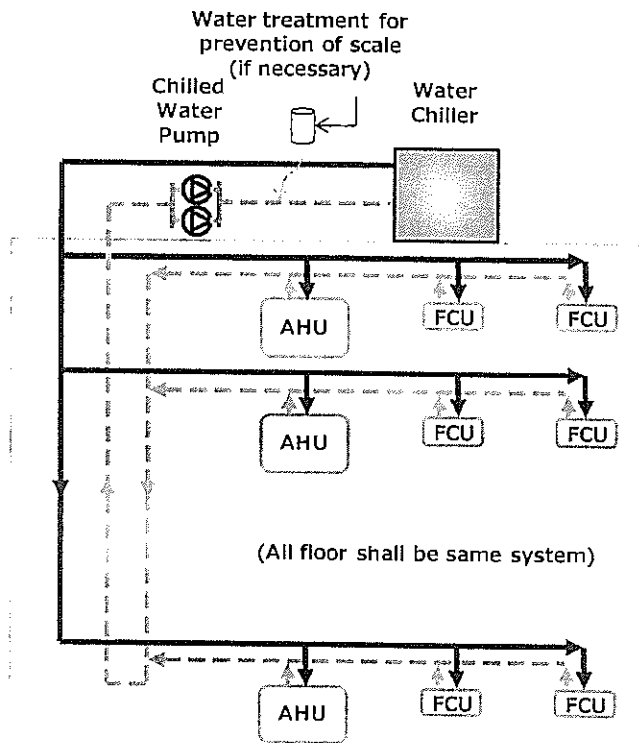 Water treatment for
prevention of scale
(if necessary)
Chilled
Water
Pump
Water
Chiller
AHU
FCU
FCU
AHU
FCU
FCU
(All floor shall be same system)
AHU
FCU
FCU